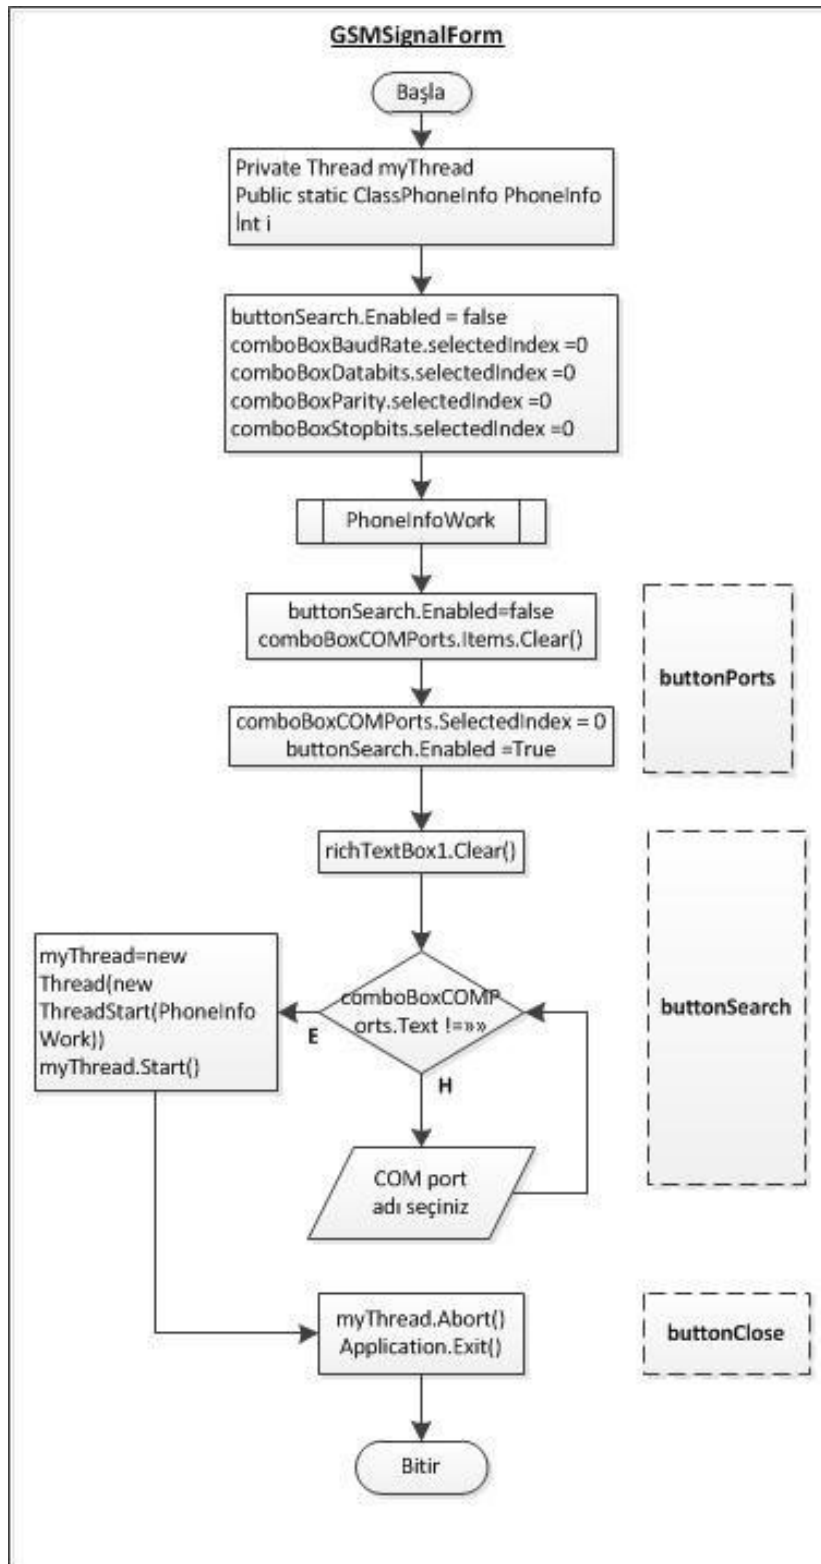 GSMSignalForm
Başla
Private Thread myThread
Public static ClassPhoneInfo PhoneInfo
İnt i
buttonSearch.Enabled = false
comboBoxBaudRate.selectedIndex =0
comboBoxDatabits.selectedIndex =0
comboBoxParity.selectedIndex =0
comboBoxStopbits.selectedIndex =0
PhoneInfoWork
buttonSearch.Enabled=false
comboBoxCOMPorts.Items.Clear()
buttonPorts
comboBoxCOMPorts.SelectedIndex = 0
buttonSearch.Enabled =True
richTextBox1.Clear()
comboBoxCOMP
orts.Text !=»»
E
H
myThread=new
Thread(new
ThreadStart(PhoneInfo
Work))
myThread.Start()
buttonSearch
COM port
adı seçiniz
myThread.Abort()
Application.Exit()
buttonClose
Bitir